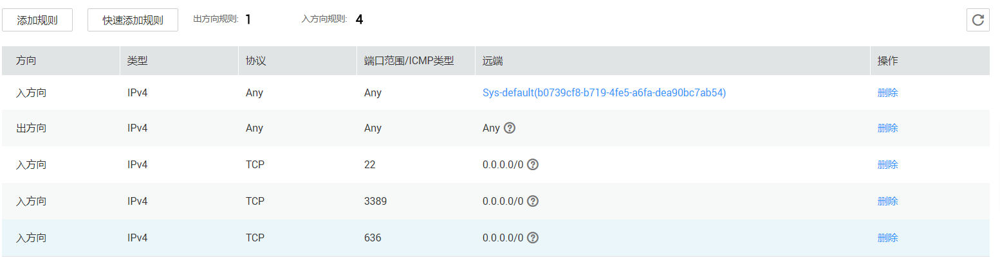 添加规则 快速添加规则 出方向规则: 1 入方向规则: 4
方向 类型 协议 端口范围/ICMP类型 远端 操作
入方向 IPv4 Any Any Sys-default(b0739cf8-b719-4fe5-a6fa-dea90bc7ab54) 删除
出方向 IPv4 Any Any Any ? 删除
入方向 IPv4 TCP 22 0.0.0.0/0 ? 删除
入方向 IPv4 TCP 3389 0.0.0.0/0 ? 删除
入方向 IPv4 TCP 636 0.0.0.0/0 ? 删除